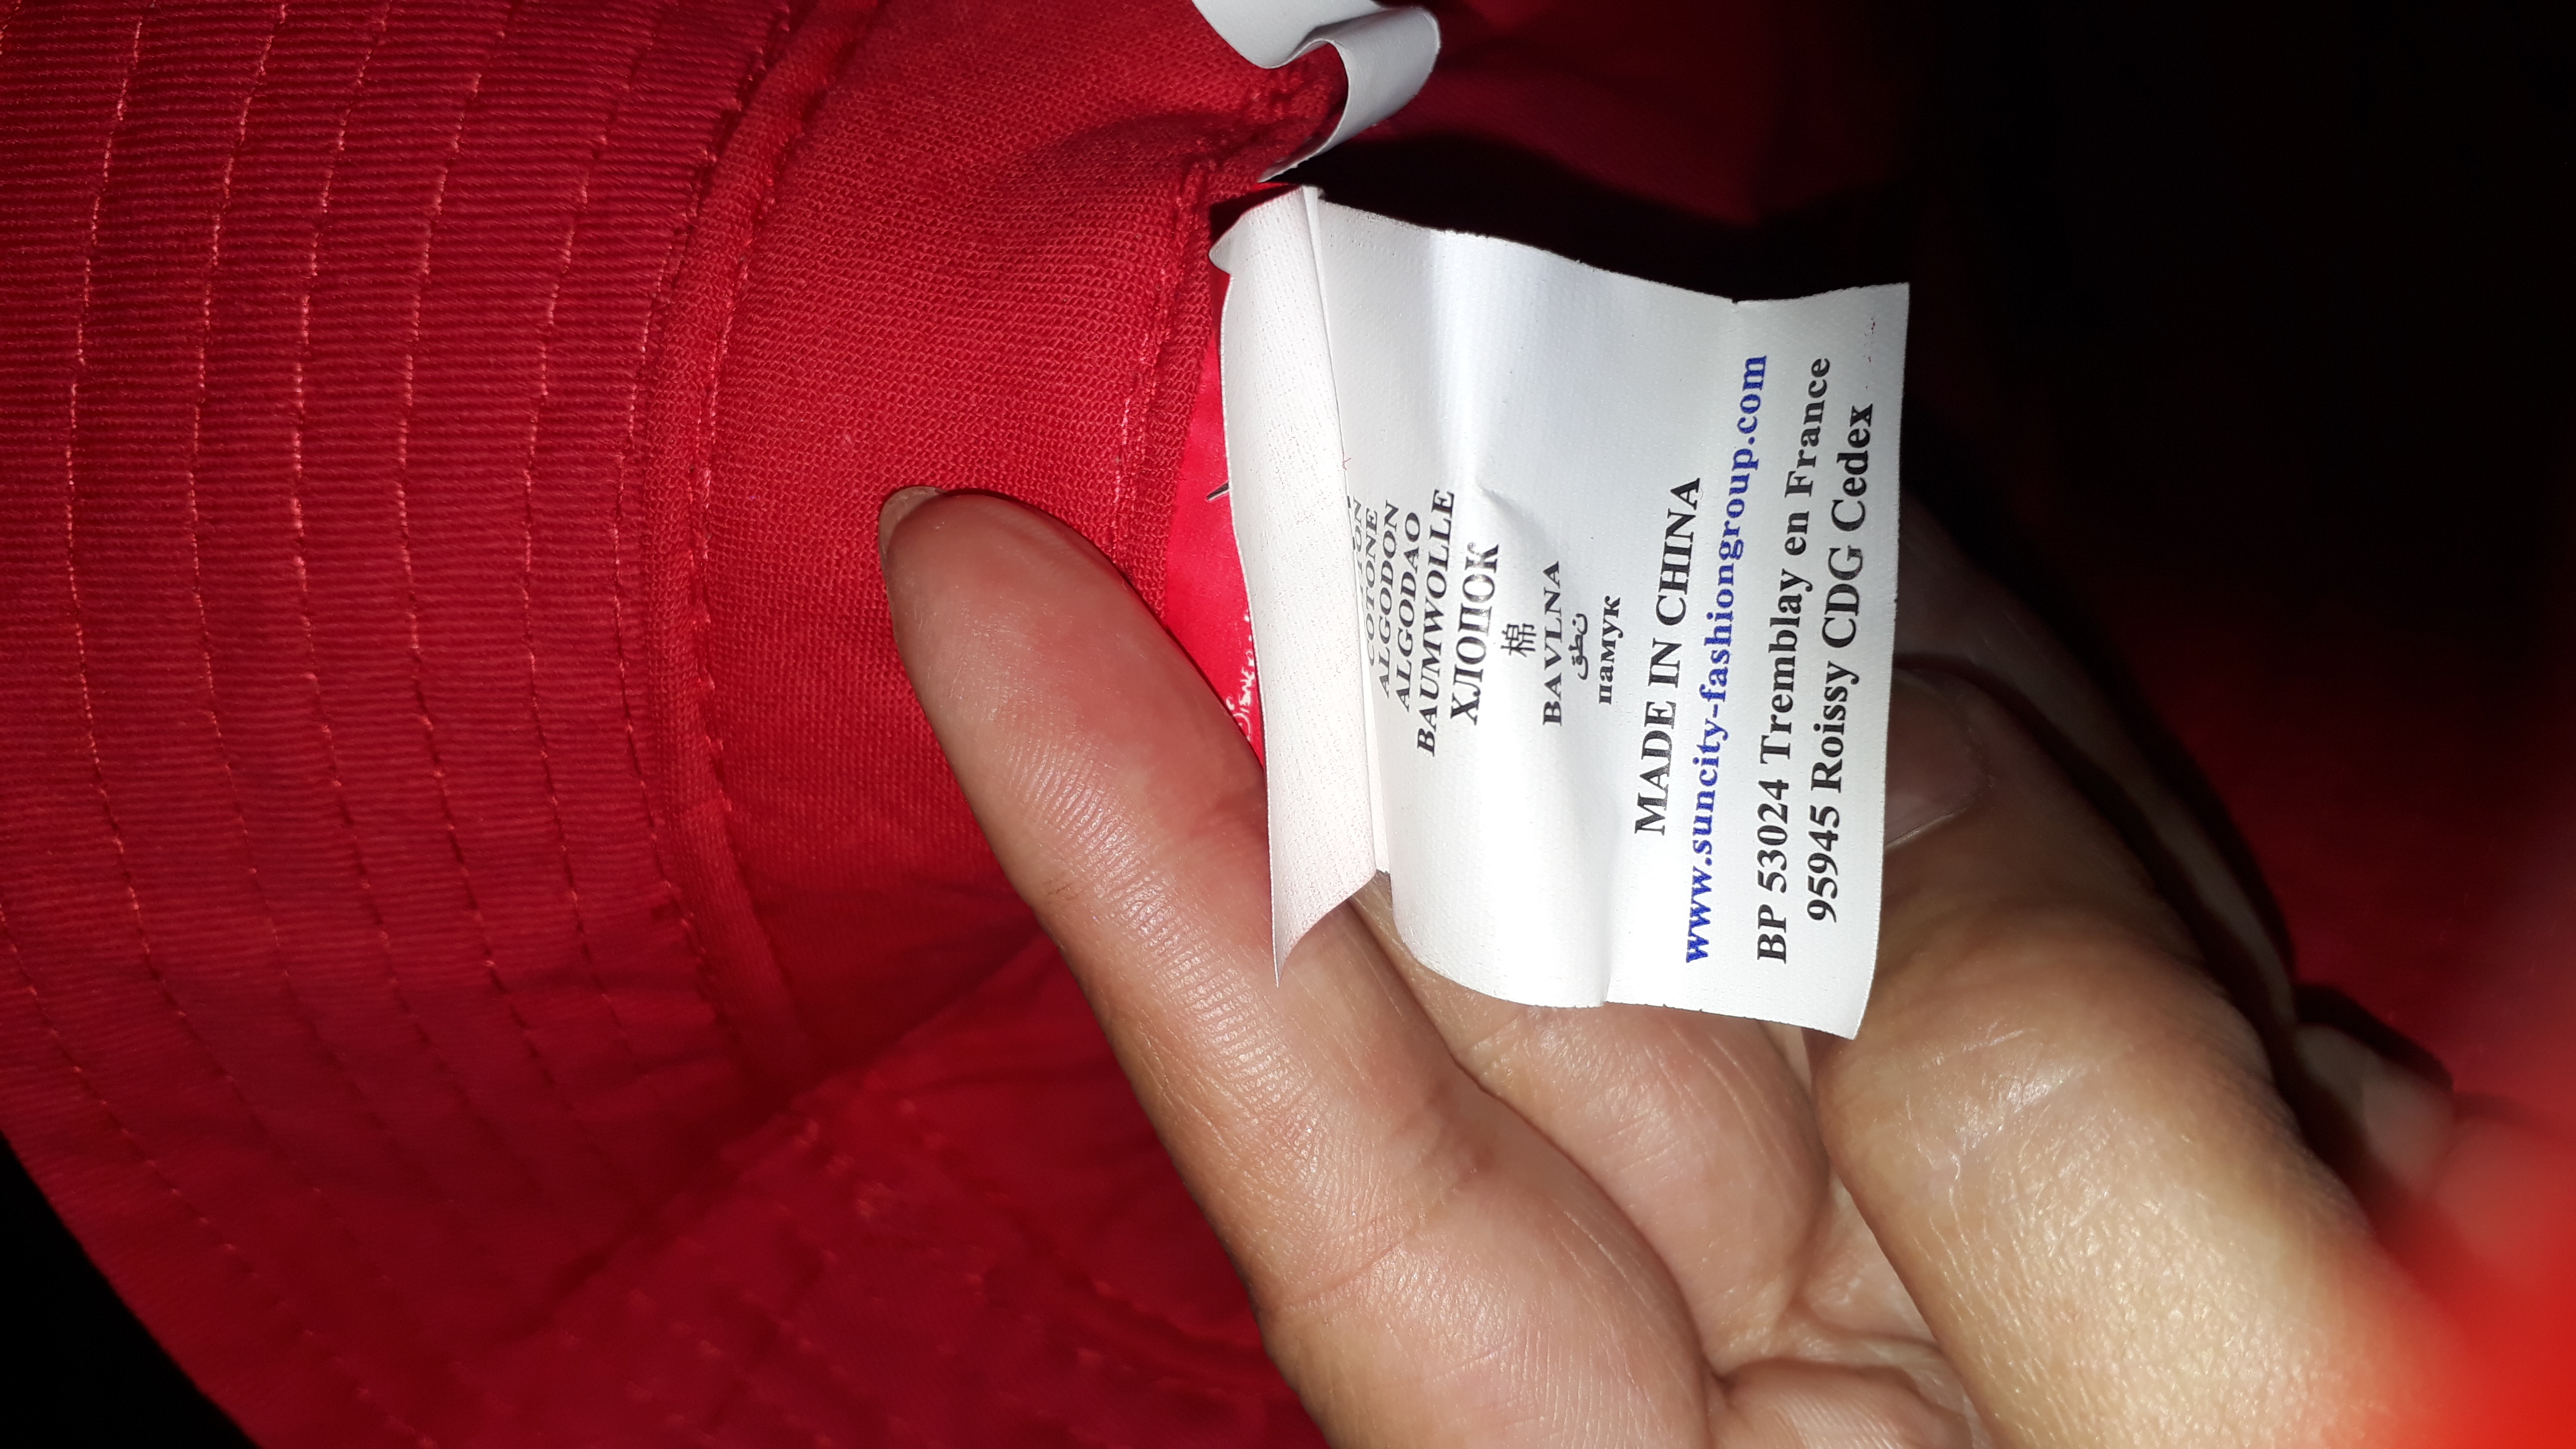 COTONE
ALGODON
ALGODAO
BAUMWOLLE
ХЛОПОК
棉
BAVLNA
قطن
памук
MADE IN CHINA
www.suncity-fashiongroup.com
BP 53024 Tremblay en France
95945 Roissy CDG Cedex
Disney